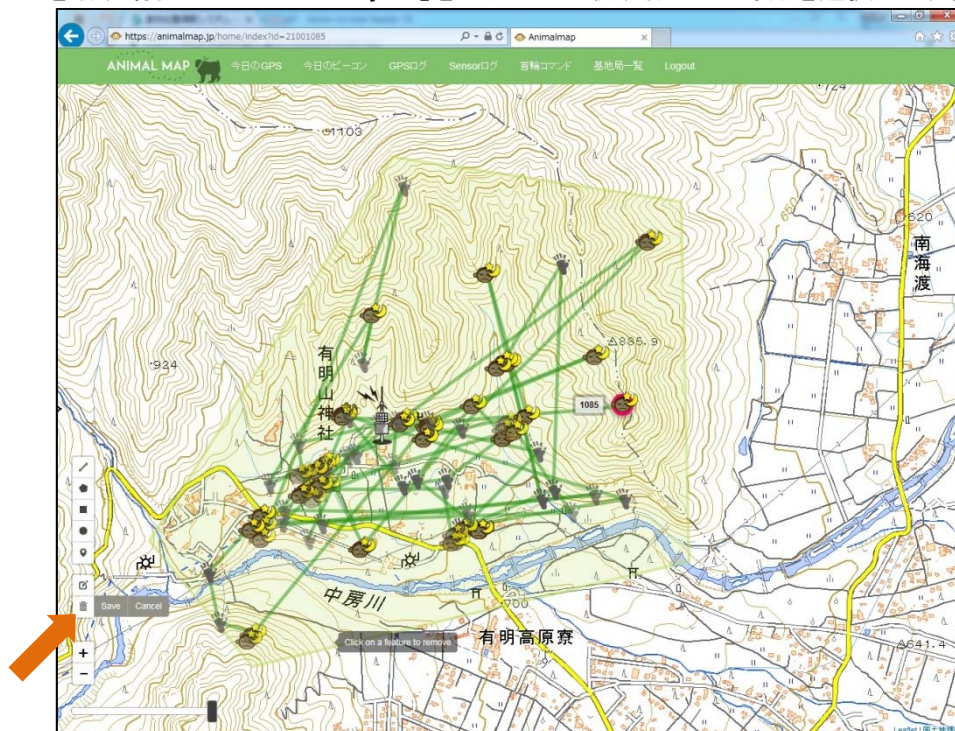 https://animalmap.jp/home/index?id=21001085
Animalmap
ANIMAL MAP
今日のGPS
今日のビーコン
GPSログ
Sensorログ
首輪コマンド
基地局一覧
Logout
724
1103
650
620
南海渡
885.9
924
有明山神社
1085
Save
Cancel
中房川
700
Click on a feature to remove
有明高原寮
641.4
+
−